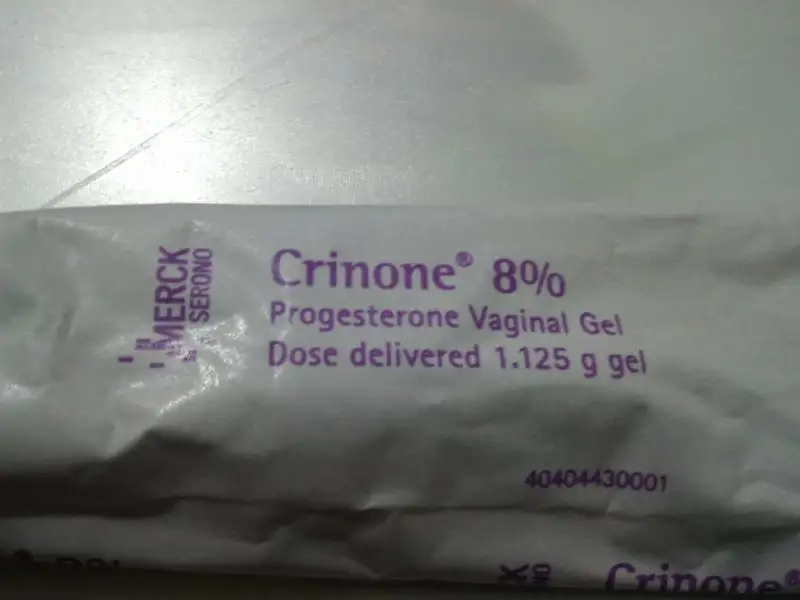 MERCK
SERONO
Crinone® 8%
Progesterone Vaginal Gel
Dose delivered 1.125 g gel
40404430001
Crinone®